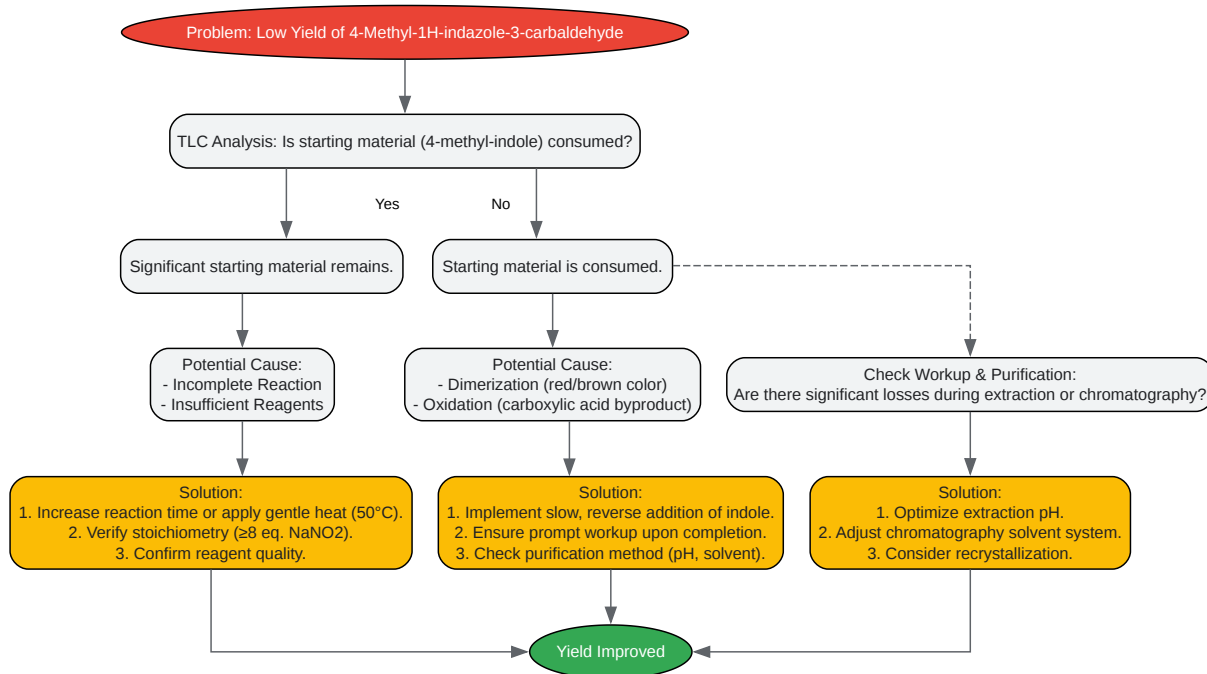 Problem: Low Yield of 4-Methyl-1H-indazole-3-carbaldehyde
TLC Analysis: Is starting material (4-methyl-indole) consumed?
Yes
No
Significant starting material remains.
Starting material is consumed.
Potential Cause:
- Incomplete Reaction
- Insufficient Reagents
Potential Cause:
- Dimerization (red/brown color)
- Oxidation (carboxylic acid byproduct)
Check Workup & Purification:
Are there significant losses during extraction or chromatography?
Solution:
1. Increase reaction time or apply gentle heat (50°C).
2. Verify stoichiometry (≥8 eq. NaNO2).
3. Confirm reagent quality.
Solution:
1. Implement slow, reverse addition of indole.
2. Ensure prompt workup upon completion.
3. Check purification method (pH, solvent).
Solution:
1. Optimize extraction pH.
2. Adjust chromatography solvent system.
3. Consider recrystallization.
Yield Improved